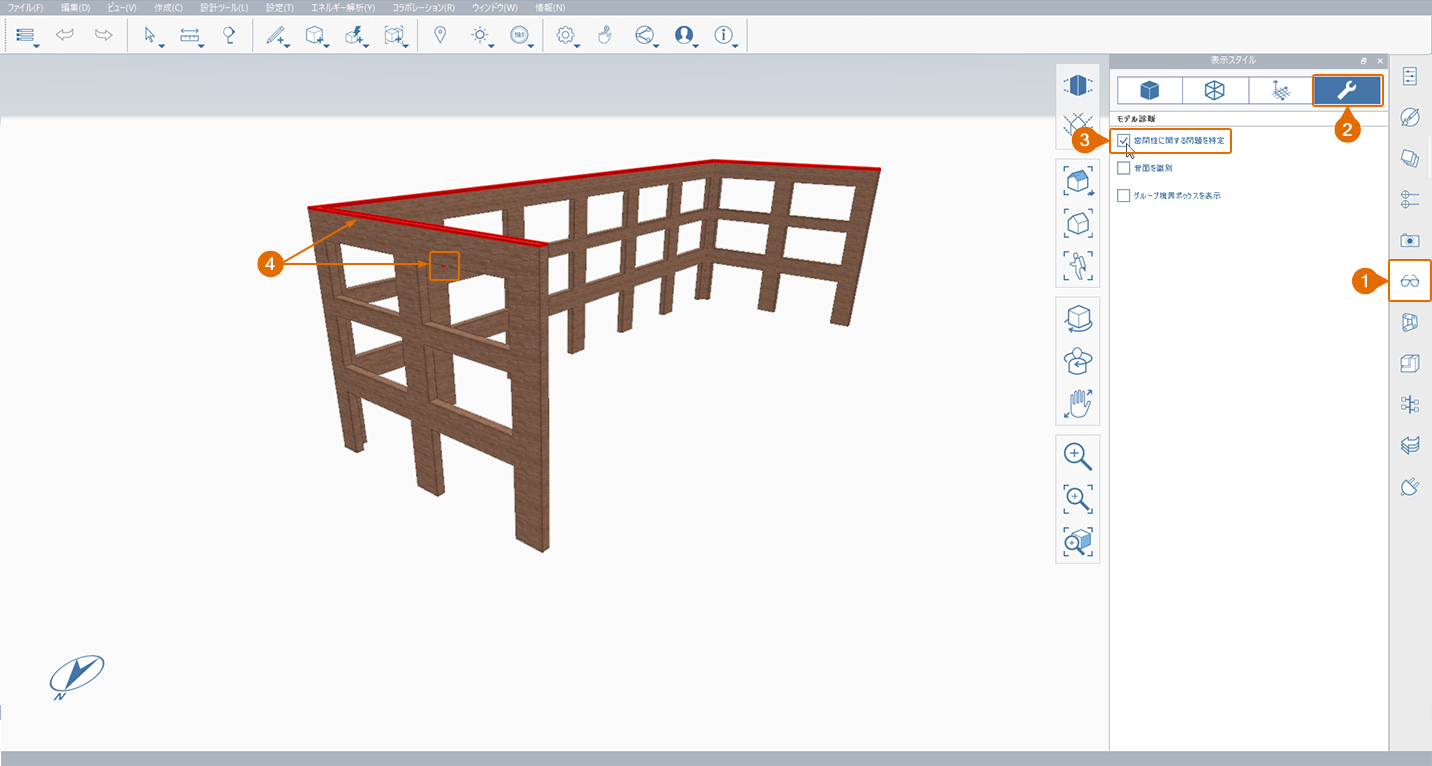 ファイル(F) 編集(D) ビュー(V) 作成(C) 設計ツール(L) 設定(T) エネルギー解析(Y) コラボレーション(R) ウィンドウ(W) 情報(N)
191
表示スタイル
2
モデル診断
3
密閉性に関する問題を特定
背面を識別
グループ境界ボックスを表示
4
1
N